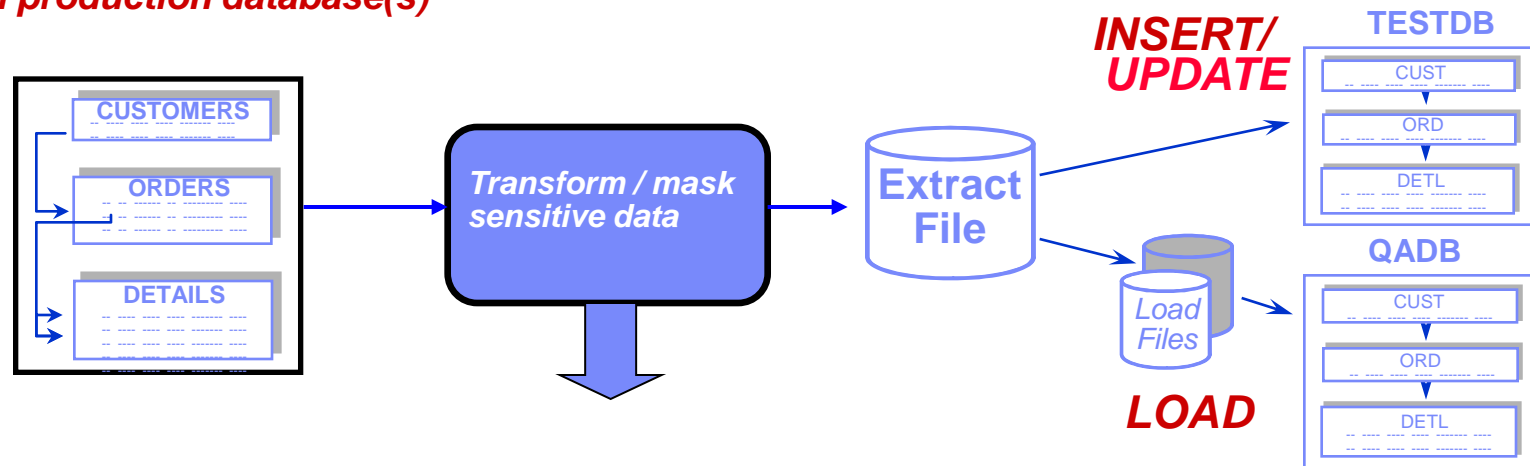 production database(s)
CUSTOMERS
ORDERS
DETAILS
Transform / mask
sensitive data
Extract
File
INSERT/
UPDATE
TESTDB
CUST
ORD
DETL
Load
Files
LOAD
QADB
CUST
ORD
DETL